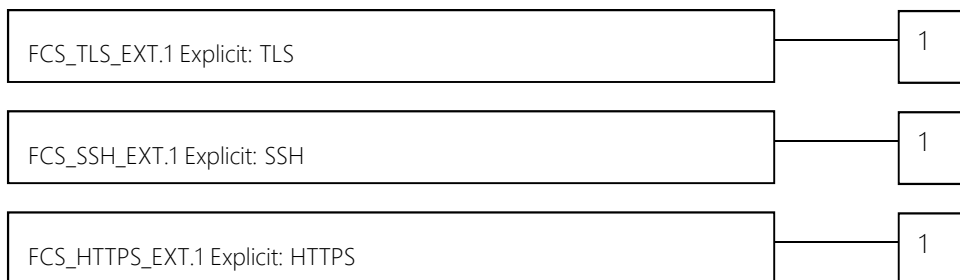 FCS_TLS_EXT.1 Explicit: TLS
1
FCS_SSH_EXT.1 Explicit: SSH
1
FCS_HTTPS_EXT.1 Explicit: HTTPS
1